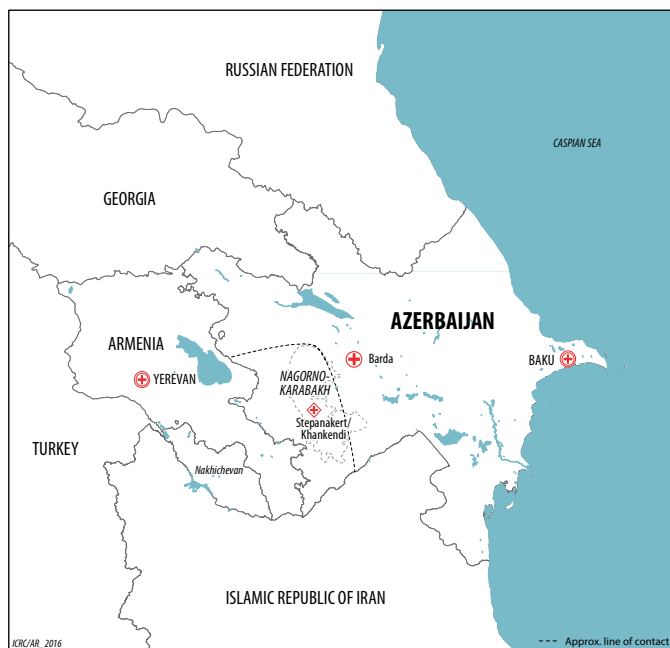 RUSSIAN FEDERATION
CASPIAN SEA
GEORGIA
AZERBAIJAN
ARMENIA
Barda
BAKU
YEREVAN
NAGORNO-
KARABAKH
Stepanakert/
Khankendi
TURKEY
Nakhichevan
ISLAMIC REPUBLIC OF IRAN
ICRC/AR_2016
Approx. line of contact